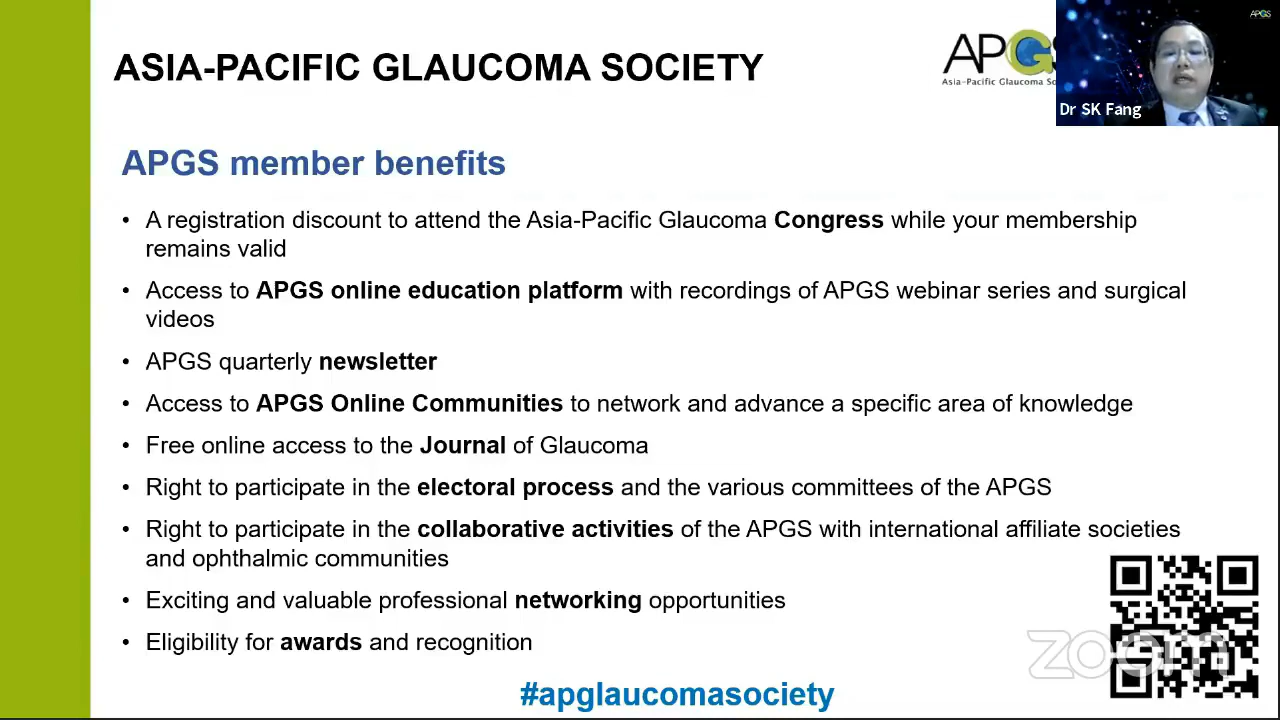 ASIA-PACIFIC GLAUCOMA SOCIETY
APGS
Asia-Pacific Glaucoma
APGS
Dr SK Fang
APGS member benefits
• A registration discount to attend the Asia-Pacific Glaucoma Congress while your membership
remains valid
• Access to APGS online education platform with recordings of APGS webinar series and surgical
videos
• APGS quarterly newsletter
• Access to APGS Online Communities to network and advance a specific area of knowledge
• Free online access to the Journal of Glaucoma
• Right to participate in the electoral process and the various committees of the APGS
• Right to participate in the collaborative activities of the APGS with international affiliate societies
and ophthalmic communities
• Exciting and valuable professional networking opportunities
• Eligibility for awards and recognition
zoom
#apglaucomasociety